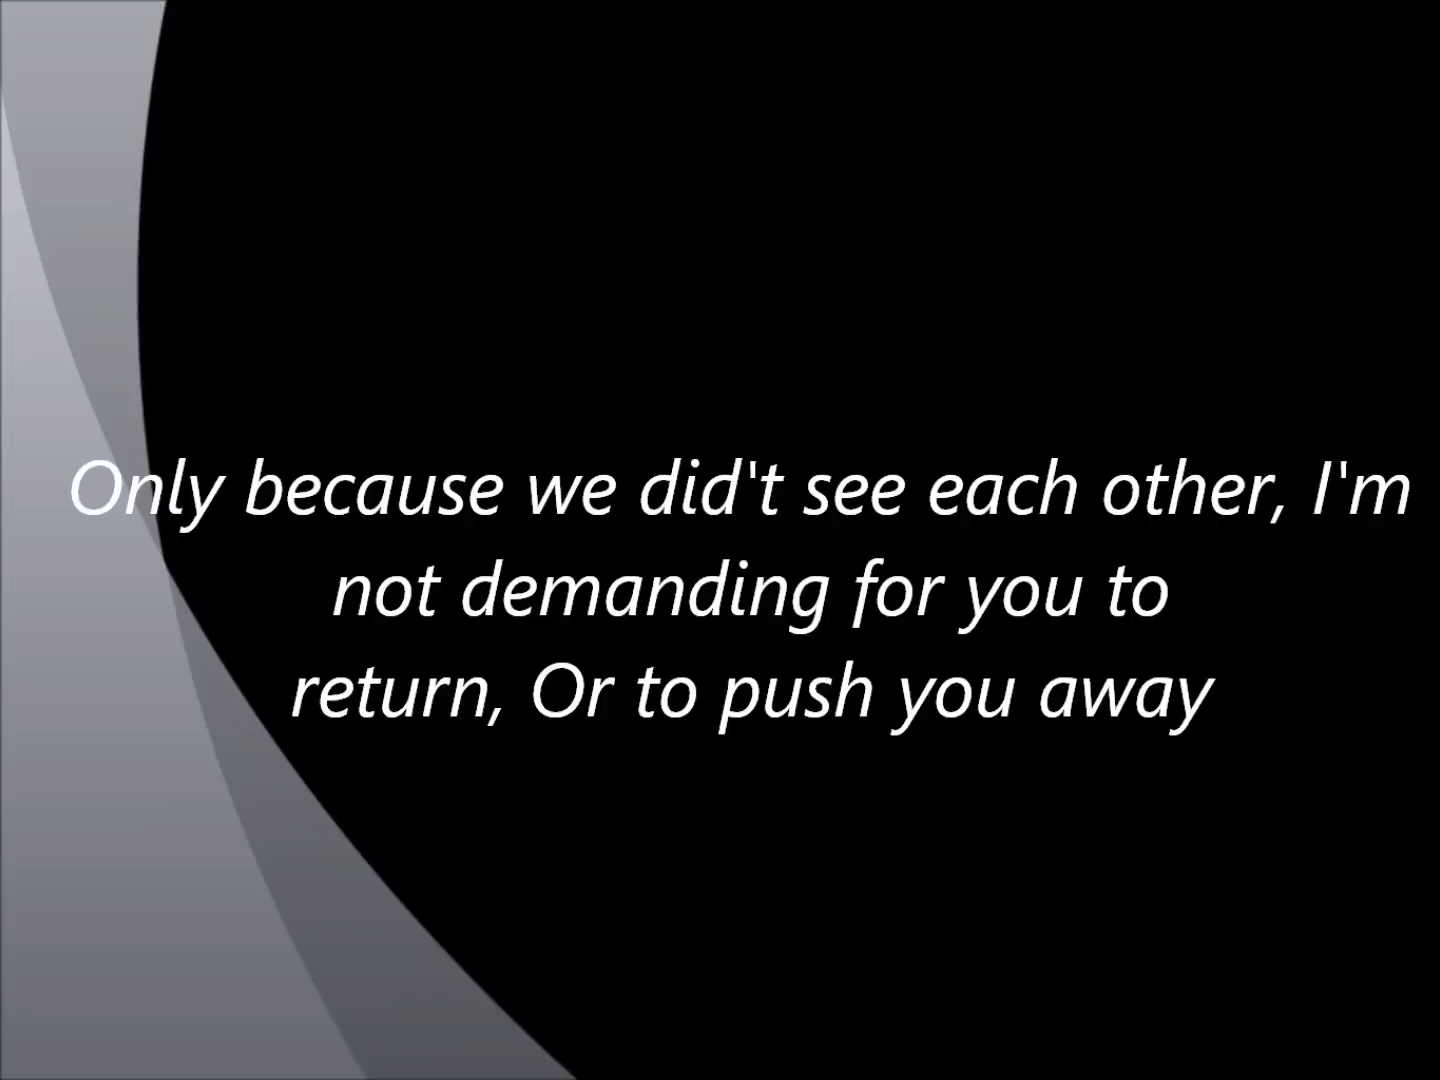 Only because we did't see each other, I'm
not demanding for you to
return, Or to push you away